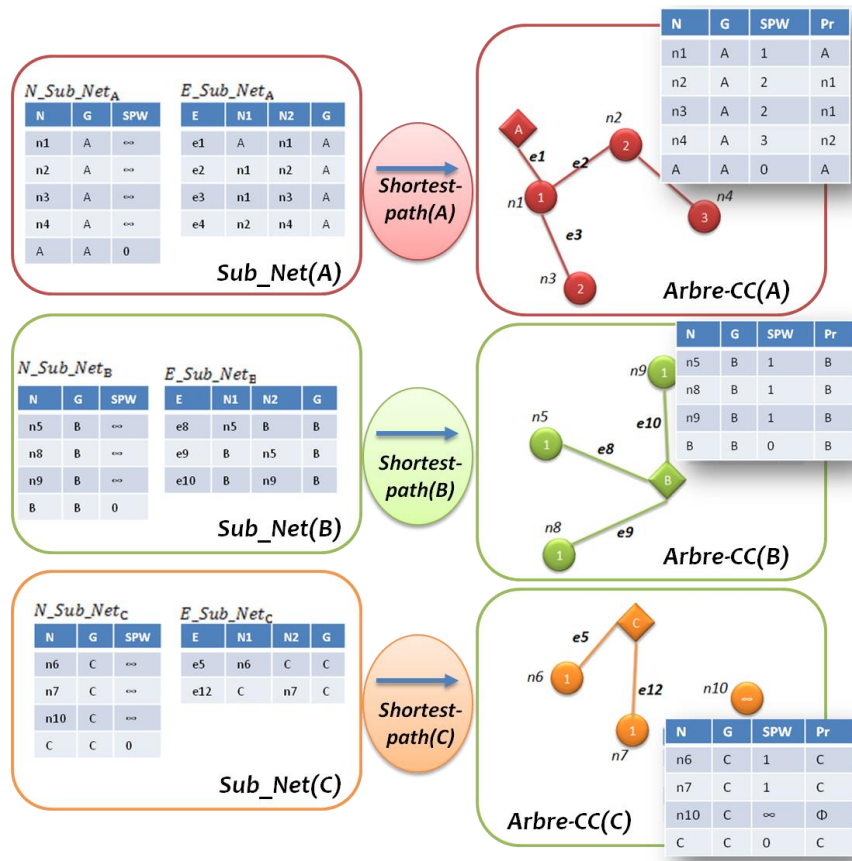 N_Sub_Net_A
N G SPW
n1 A ∞
n2 A ∞
n3 A ∞
n4 A ∞
A A 0
E_Sub_Net_A
E N1 N2 G
e1 A n1 A
e2 n1 n2 A
e3 n1 n3 A
e4 n2 n4 A
Sub_Net(A)
Shortest-
path(A)
A
e1
n1
1
e2
n2
2
e3
n3
2
n4
3
Arbre-CC(A)
N G SPW Pr
n1 A 1 A
n2 A 2 n1
n3 A 2 n1
n4 A 3 n2
A A 0 A
N_Sub_Net_B
N G SPW
n5 B ∞
n8 B ∞
n9 B ∞
B B 0
E_Sub_Net_B
E N1 N2 G
e8 n5 B B
e9 B n5 B
e10 B n9 B
Sub_Net(B)
Shortest-
path(B)
n9
1
n5
1
e10
e8
B
n8
1
e9
Arbre-CC(B)
N G SPW Pr
n5 B 1 B
n8 B 1 B
n9 B 1 B
B B 0 B
N_Sub_Net_C
N G SPW
n6 C ∞
n7 C ∞
n10 C ∞
C C 0
E_Sub_Net_C
E N1 N2 G
e5 n6 C C
e12 C n7 C
Sub_Net(C)
Shortest-
path(C)
C
e5
n6
1
e12
n7
1
n10
∞
Arbre-CC(C)
N G SPW Pr
n6 C 1 C
n7 C 1 C
n10 C ∞ Φ
C C 0 C